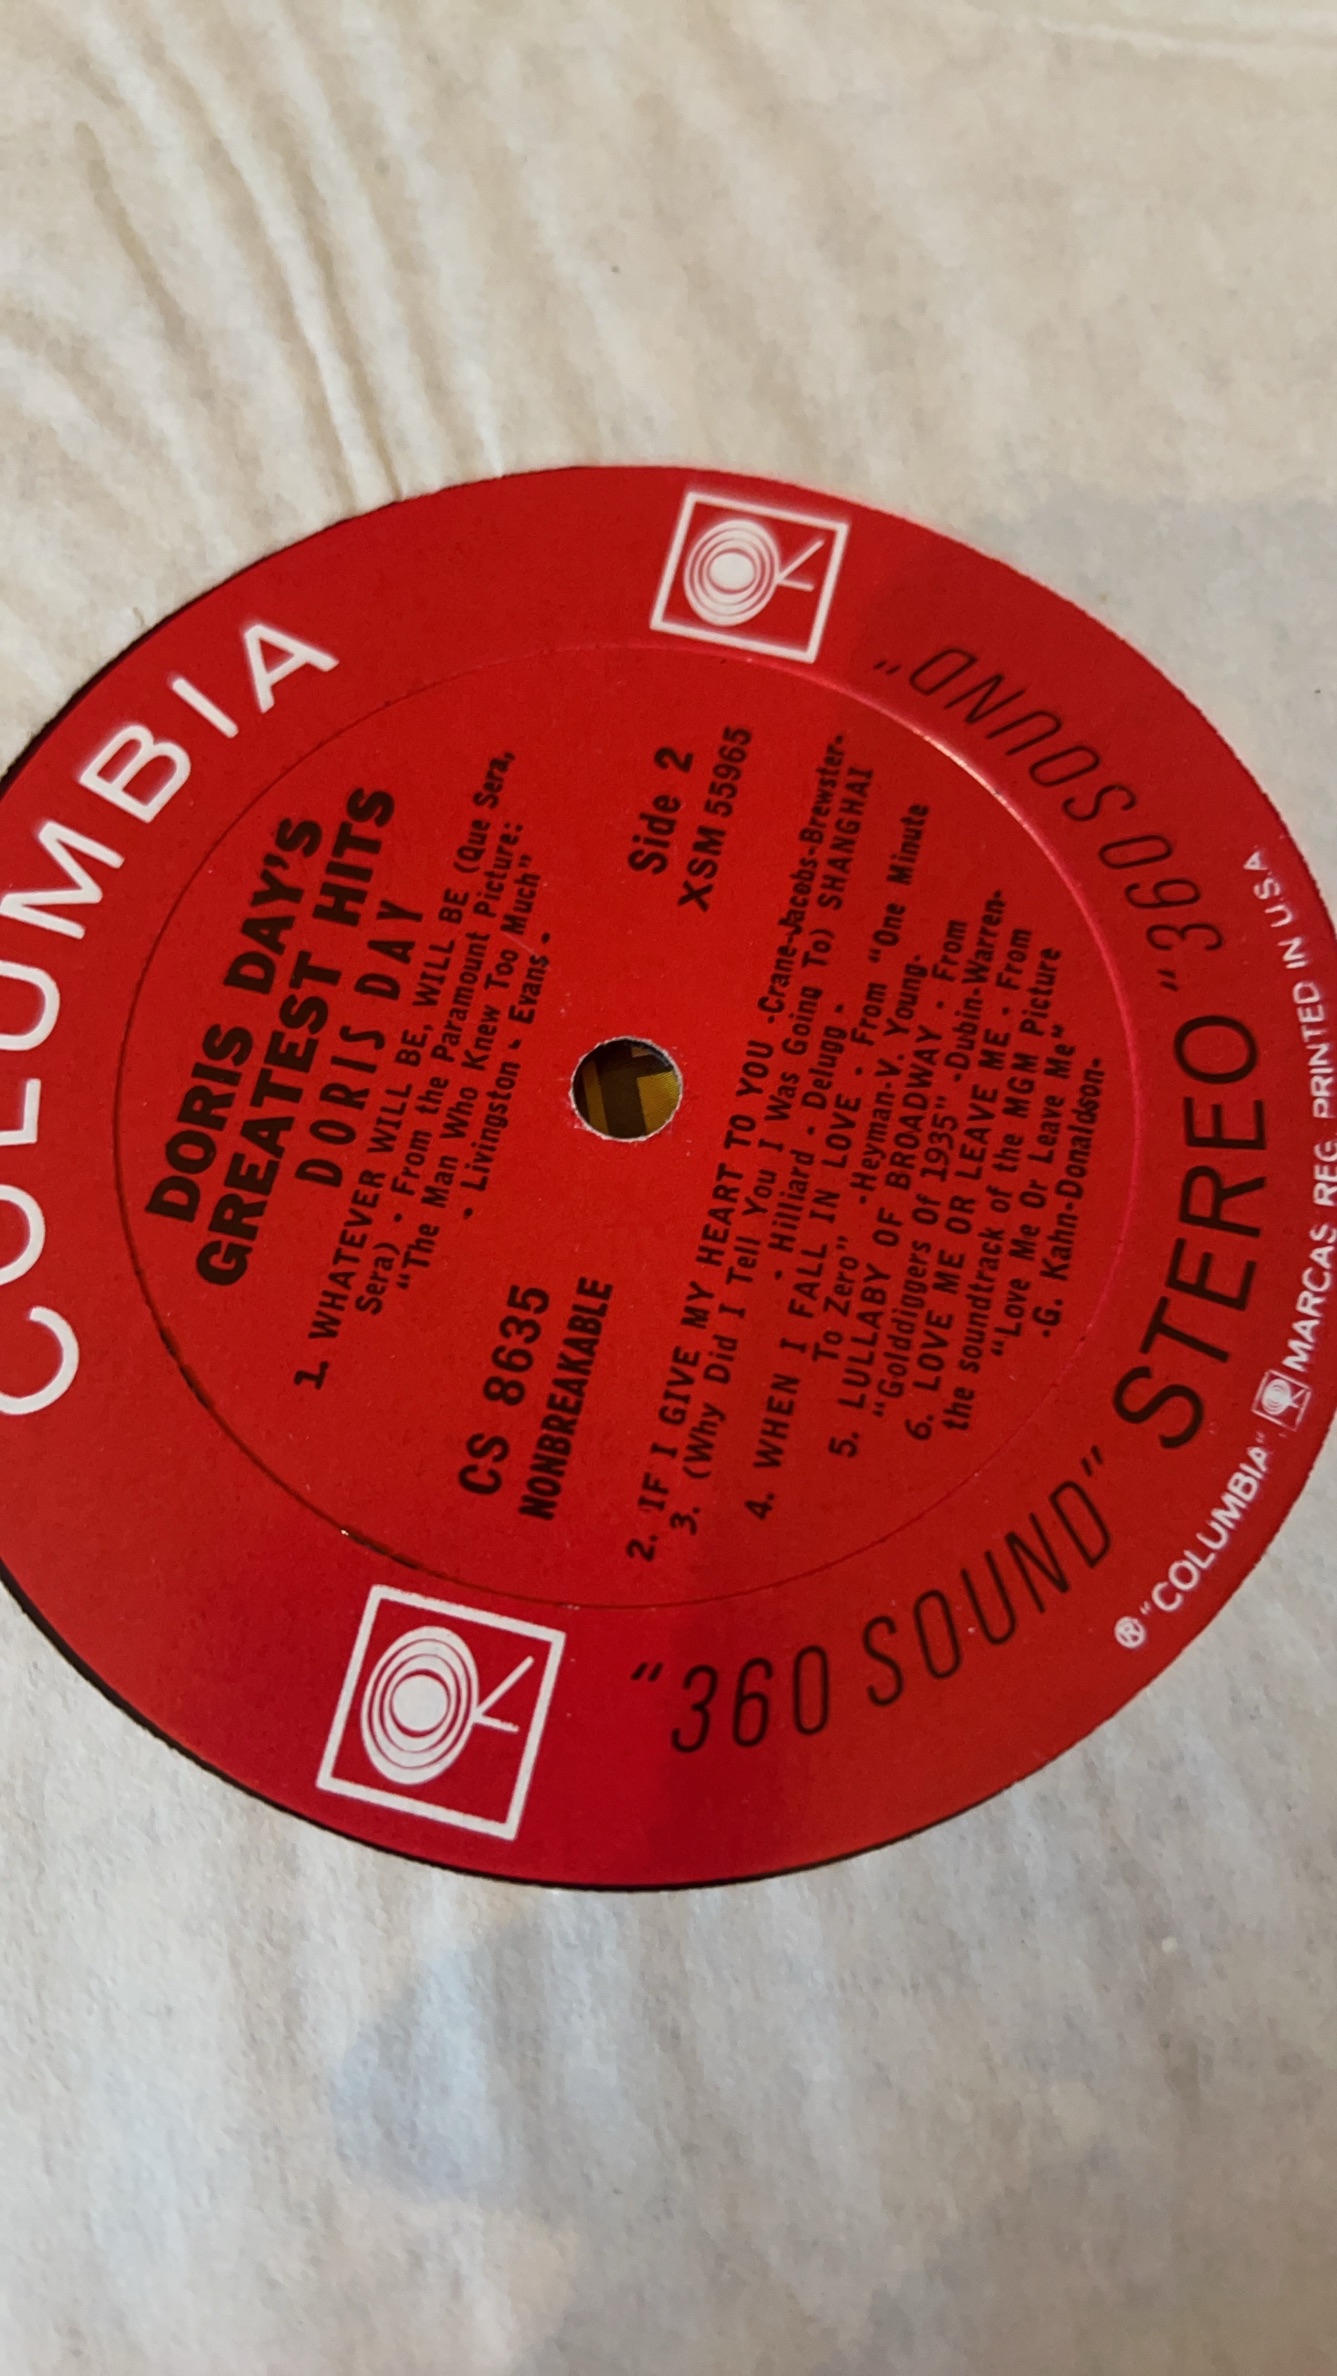 COLUMBIA
DORIS DAY'S
GREATEST HITS
DORIS DAY
1. WHATEVER WILL BE, WILL BE (Que Sera,
Sera) - From the Paramount Picture:
"The Man Who Knew Too Much"
- Livingston - Evans -
CS 8635
NONBREAKABLE
Side 2
XSM 55965
2. IF I GIVE MY HEART TO YOU -Crane-Jacobs-Brewster-
3. (Why Did I Tell You I Was Going To) SHANGHAI
- Hilliard - Delugg -
4. WHEN I FALL IN LOVE - From "One Minute
To Zero" -Heyman-V. Young-
5. LULLABY OF BROADWAY - From
"Golddiggers Of 1935" -Dubin-Warren-
6. LOVE ME OR LEAVE ME - From
the soundtrack of the MGM Picture
"Love Me Or Leave Me"
-G. Kahn-Donaldson-
"360 SOUND" STEREO "360 SOUND"
® "COLUMBIA" MARCAS REG. PRINTED IN U.S.A